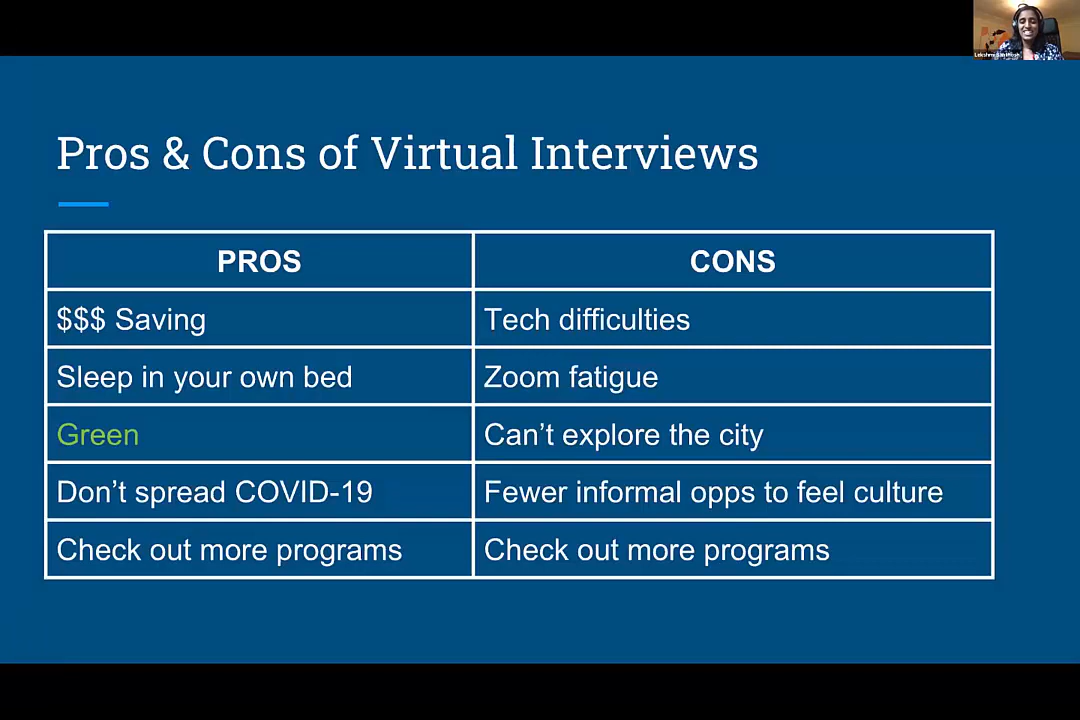 Pros & Cons of Virtual Interviews
PROS
CONS
$$$ Saving
Tech difficulties
Sleep in your own bed
Zoom fatigue
Green
Can’t explore the city
Don’t spread COVID-19
Fewer informal opps to feel culture
Check out more programs
Check out more programs